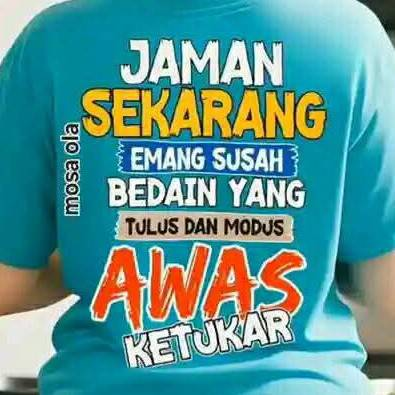 JAMAN
SEKARANG
EMANG SUSAH
BEDAIN YANG
TULUS DAN MODUS
AWAS
KETUKAR
mosa ola